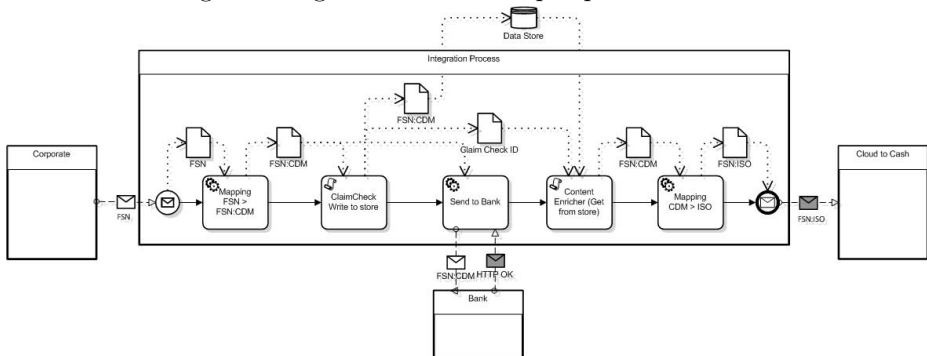 Data Store
Integration Process
FSN:CDM
Corporate
FSN
FSN:CDM
Glaim Check ID
FSN:CDM
FSN:ISO
Cloud to Cash
Mapping
FSN >
FSN:CDM
ClaimCheck
Write to store
Send to Bank
Content
Enricher (Get
from store)
Mapping
CDM > ISO
FSN
FSN:ISO
FSN:CDM
HTTP OK
Bank